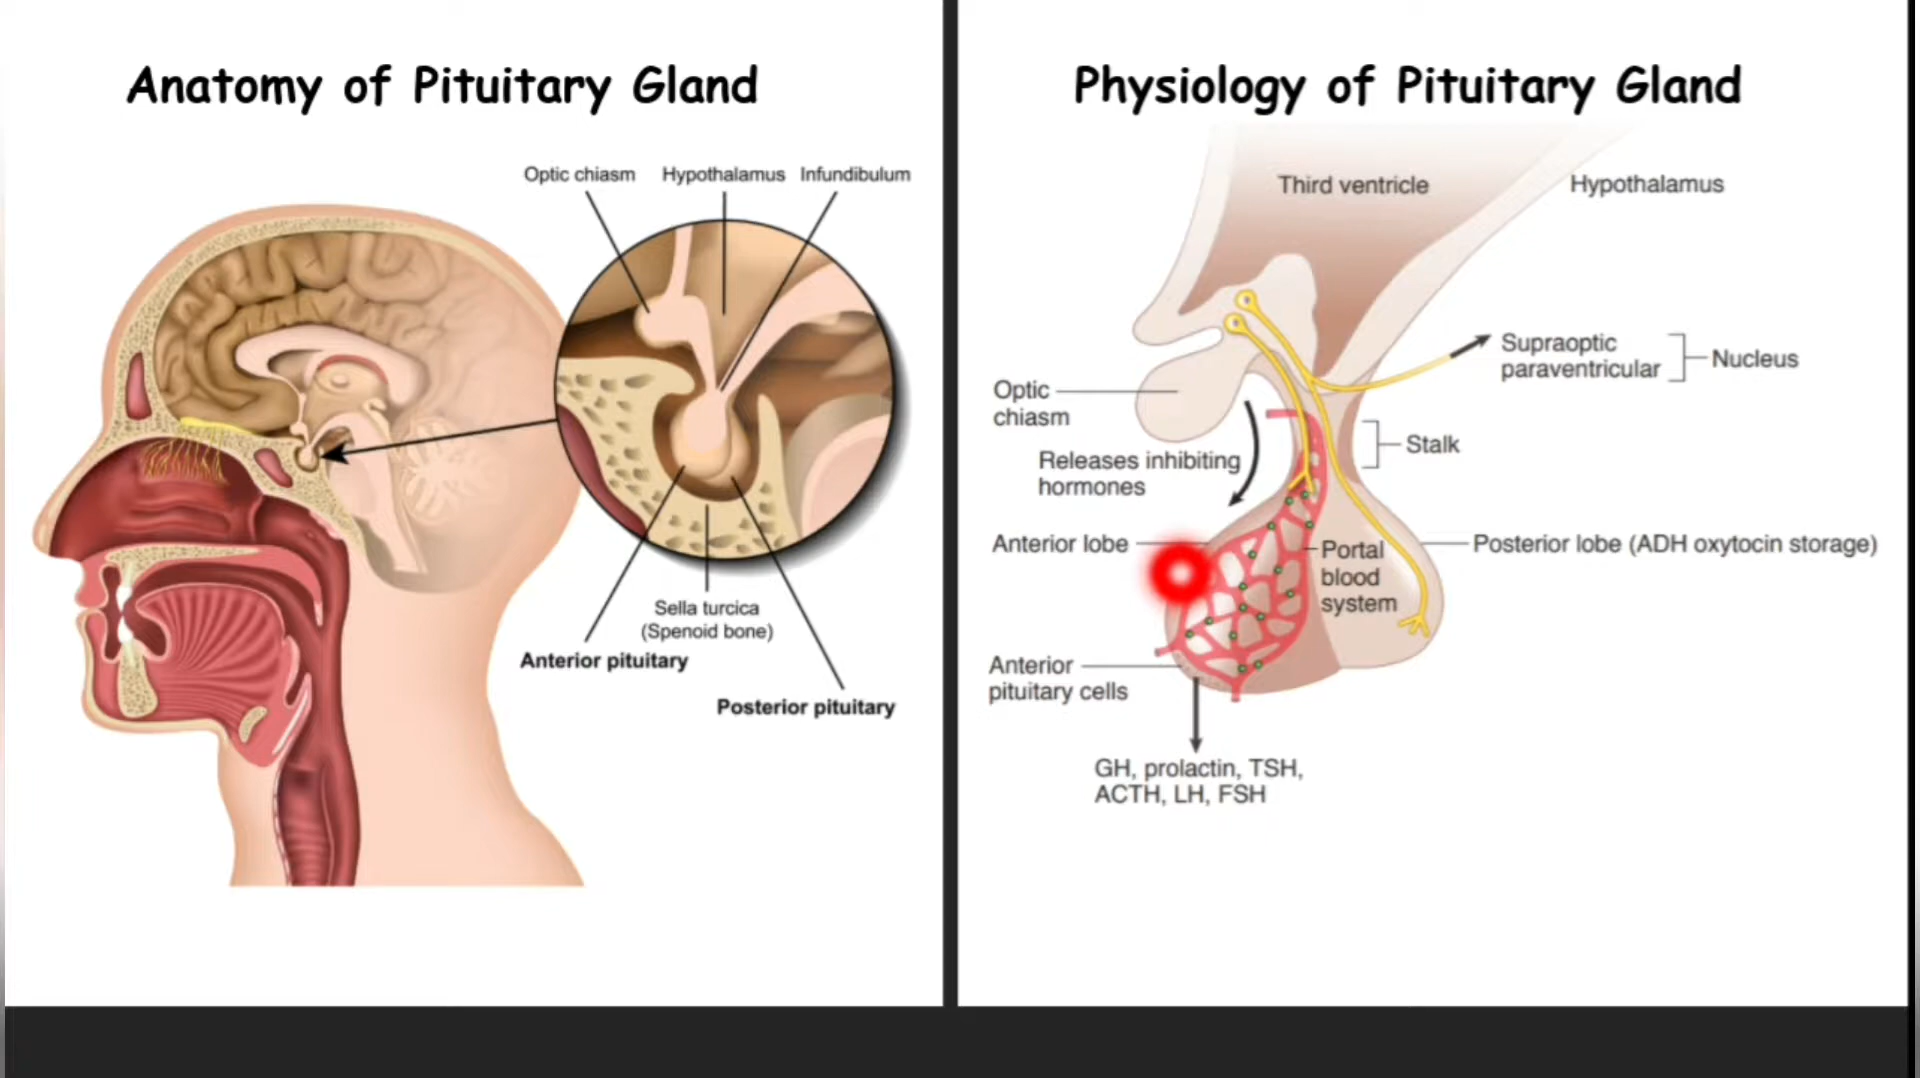 Anatomy of Pituitary Gland
Optic chiasm
Hypothalamus
Infundibulum
Sella turcica
(Spenoid bone)
Anterior pituitary
Posterior pituitary
Physiology of Pituitary Gland
Third ventricle
Hypothalamus
Supraoptic
paraventricular
Nucleus
Optic
chiasm
Stalk
Releases inhibiting
hormones
Anterior lobe
Portal
blood
system
Posterior lobe (ADH oxytocin storage)
Anterior
pituitary cells
GH, prolactin, TSH,
ACTH, LH, FSH